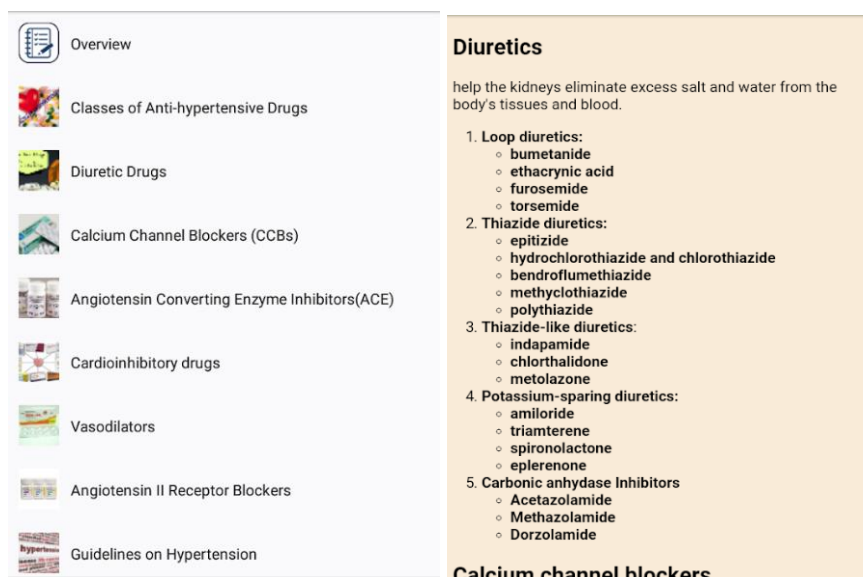 Overview
Classes of Anti-hypertensive Drugs
Diuretic Drugs
Calcium Channel Blockers (CCBs)
Angiotensin Converting Enzyme Inhibitors(ACE)
Cardioinhibitory drugs
Vasodilators
Angiotensin II Receptor Blockers
Guidelines on Hypertension
Diuretics
help the kidneys eliminate excess salt and water from the
body's tissues and blood.
1. Loop diuretics:
◦ bumetanide
◦ ethacrynic acid
◦ furosemide
◦ torsemide
2. Thiazide diuretics:
◦ epitizide
◦ hydrochlorothiazide and chlorothiazide
◦ bendroflumethiazide
◦ methyclothiazide
◦ polythiazide
3. Thiazide-like diuretics:
◦ indapamide
◦ chlorthalidone
◦ metolazone
4. Potassium-sparing diuretics:
◦ amiloride
◦ triamterene
◦ spironolactone
◦ eplerenone
5. Carbonic anhydase Inhibitors
◦ Acetazolamide
◦ Methazolamide
◦ Dorzolamide
Calcium channel blockers